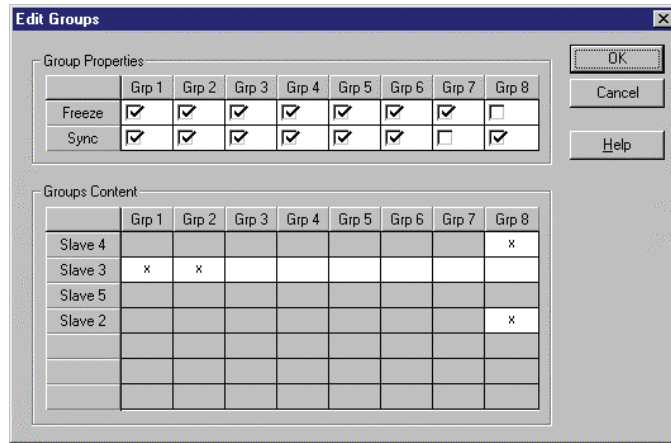 Edit Groups
Group Properties
Grp 1 Grp 2 Grp 3 Grp 4 Grp 5 Grp 6 Grp 7 Grp 8
Freeze
Sync
OK
Cancel
Help
Groups Content
Grp 1 Grp 2 Grp 3 Grp 4 Grp 5 Grp 6 Grp 7 Grp 8
Slave 4 x
Slave 3 x x
Slave 5
Slave 2 x